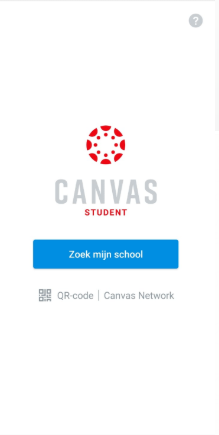 ?
CANVAS
STUDENT
Zoek mijn school
QR-code | Canvas Network